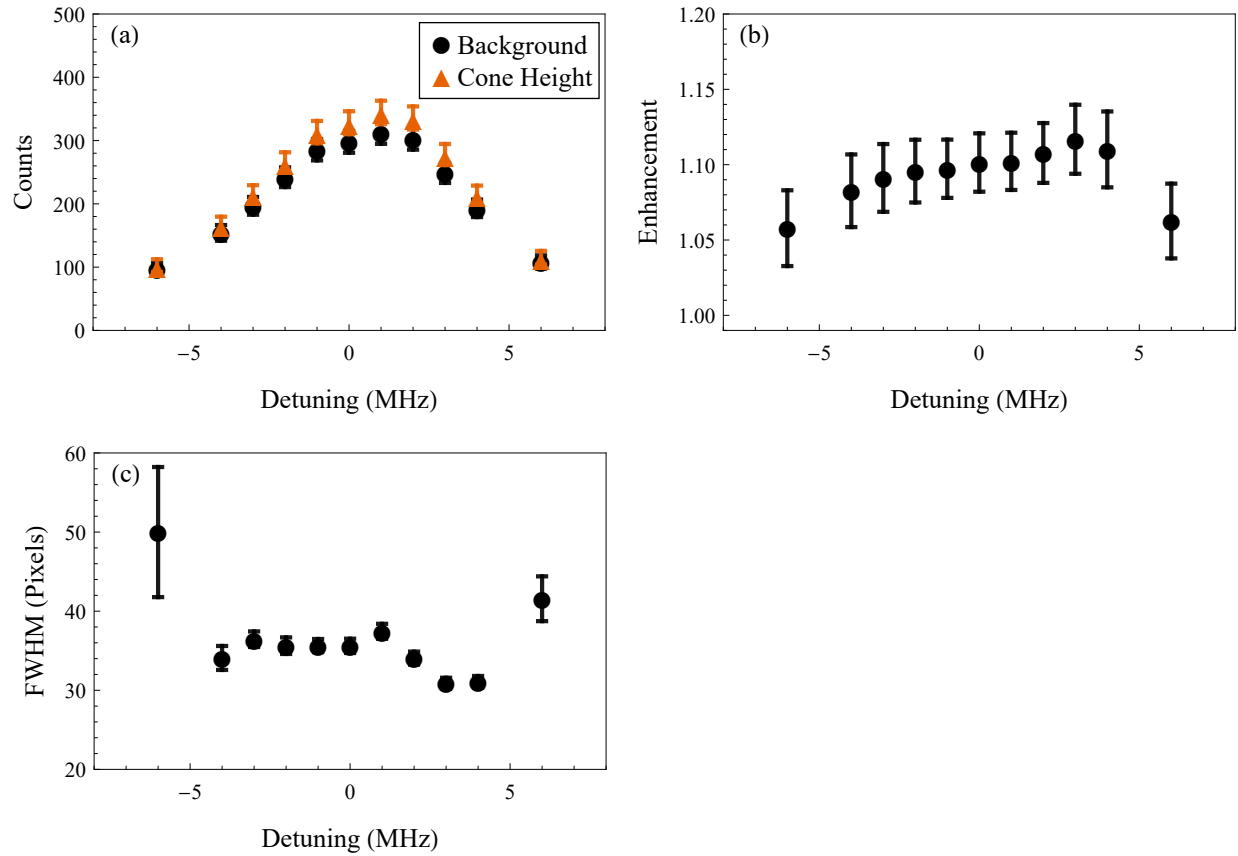 (a)
Background
Cone Height
500
400
300
200
100
0
Counts
−5
0
5
Detuning (MHz)
(b)
1.20
1.15
1.10
1.05
1.00
Enhancement
−5
0
5
Detuning (MHz)
(c)
60
50
40
30
20
FWHM (Pixels)
−5
0
5
Detuning (MHz)